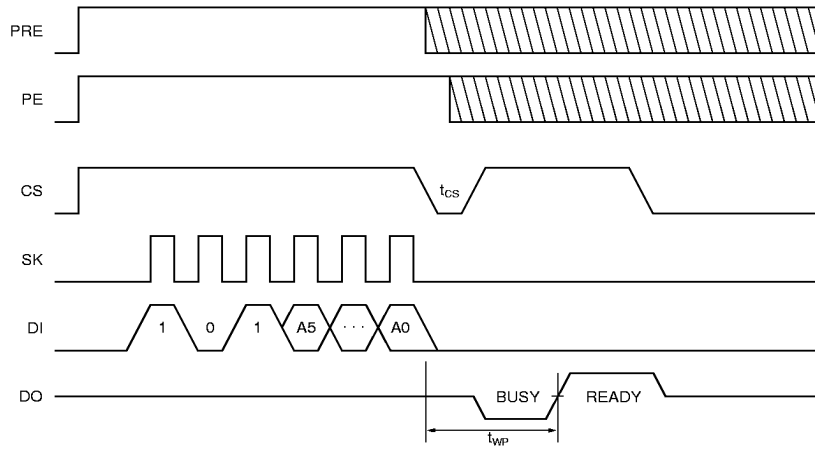 PRE
PE
CS
tCS
SK
DI
1 0 1 A5 · · · A0
DO
BUSY READY
tWP